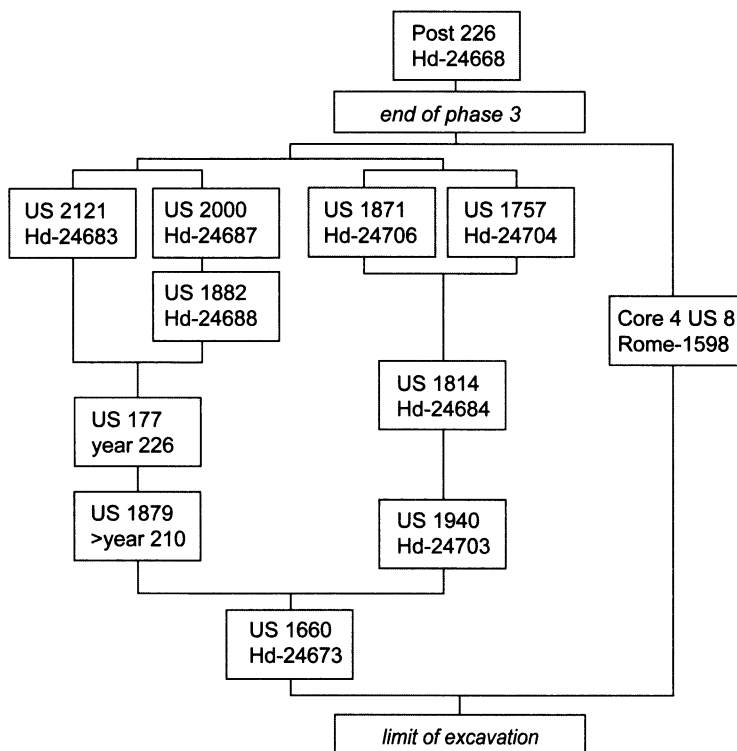 Post 226
Hd-24668
end of phase 3
US 2121
Hd-24683
US 2000
Hd-24687
US 1871
Hd-24706
US 1757
Hd-24704
US 1882
Hd-24688
Core 4 US 8
Rome-1598
US 1814
Hd-24684
US 177
year 226
US 1879
>year 210
US 1940
Hd-24703
US 1660
Hd-24673
limit of excavation